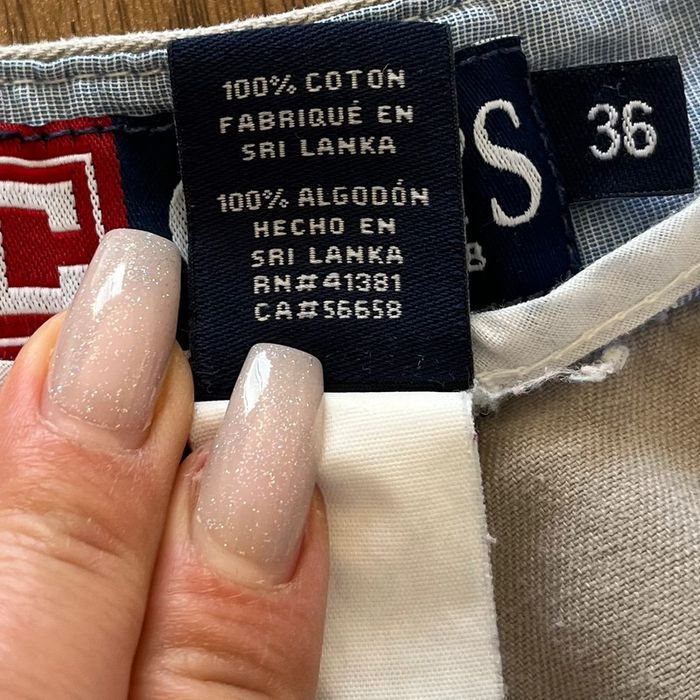 100% COTON
FABRIQUÉ EN
SRI LANKA
100% ALGODÓN
HECHO EN
SRI LANKA
RN#41381
CA#56658
36